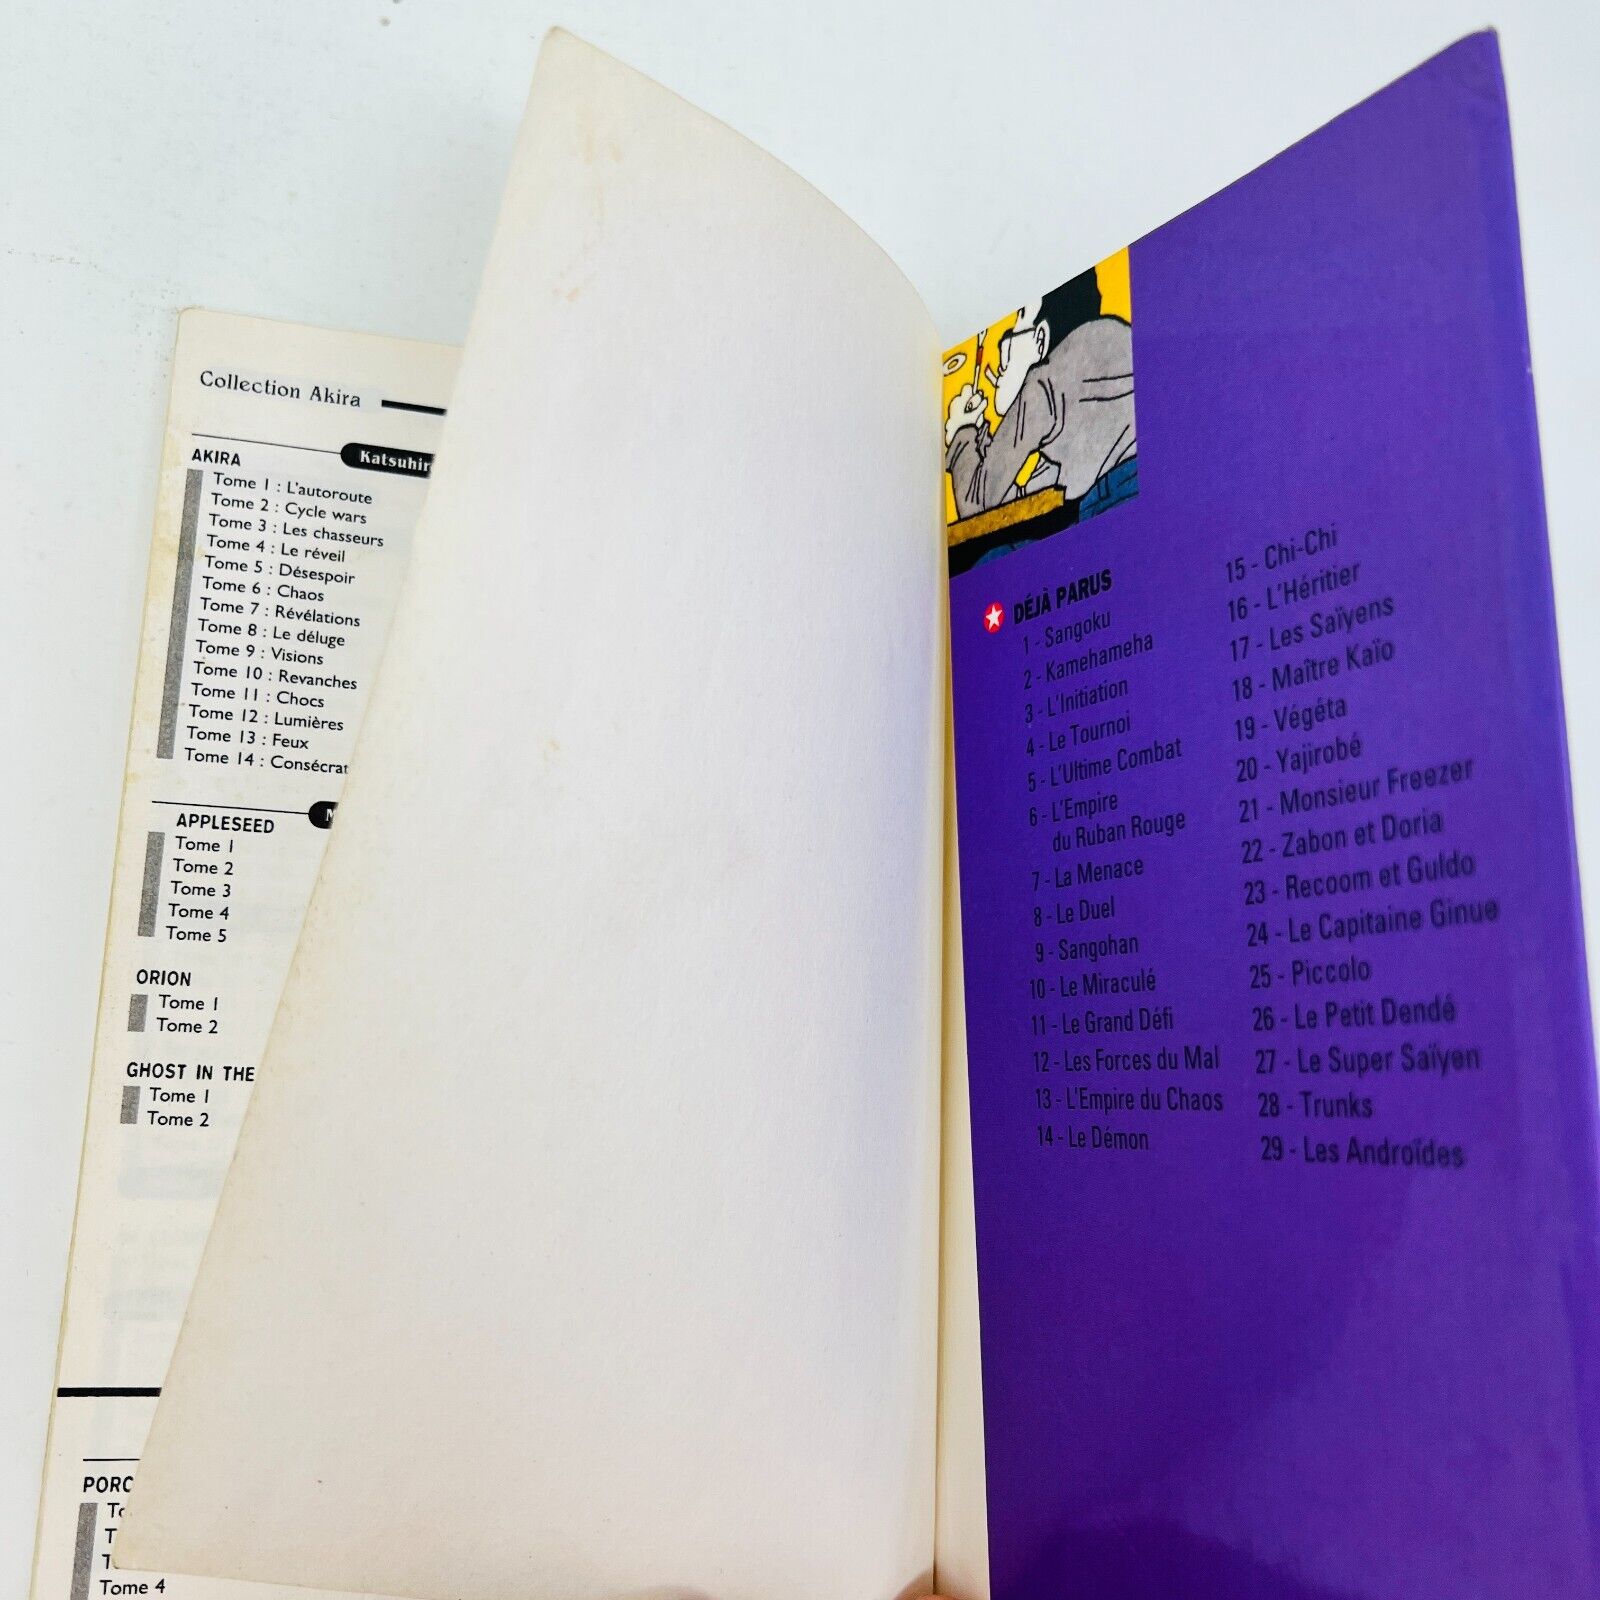 Collection Akira
Katsuhir
AKIRA
Tome 1 : L'autoroute
Tome 2 : Cycle wars
Tome 3 : Les chasseurs
Tome 4 : Le réveil
Tome 5 : Désespoir
Tome 6 : Chaos
Tome 7 : Révélations
Tome 8 : Le déluge
Tome 9 : Visions
Tome 10 : Revanches
Tome 11 : Chocs
Tome 12 : Lumières
Tome 13 : Feux
Tome 14 : Consécrat
M
APPLESEED
Tome 1
Tome 2
Tome 3
Tome 4
Tome 5
ORION
Tome 1
Tome 2
GHOST IN THE
Tome 1
Tome 2
PORC
To
T
T
Tome 4
DÉJÀ PARUS
1 - Sangoku
2 - Kamehameha
3 - L'Initiation
4 - Le Tournoi
5 - L'Ultime Combat
6 - L'Empire
du Ruban Rouge
7 - La Menace
8 - Le Duel
9 - Sangohan
10 - Le Miraculé
11 - Le Grand Défi
12 - Les Forces du Mal
13 - L'Empire du Chaos
14 - Le Démon
15 - Chi-Chi
16 - L'Héritier
17 - Les Saïyens
18 - Maître Kaïo
19 - Végéta
20 - Yajirobé
21 - Monsieur Freezer
22 - Zabon et Doria
23 - Recoom et Guldo
24 - Le Capitaine Ginue
25 - Piccolo
26 - Le Petit Dendé
27 - Le Super Saïyen
28 - Trunks
29 - Les Androïdes